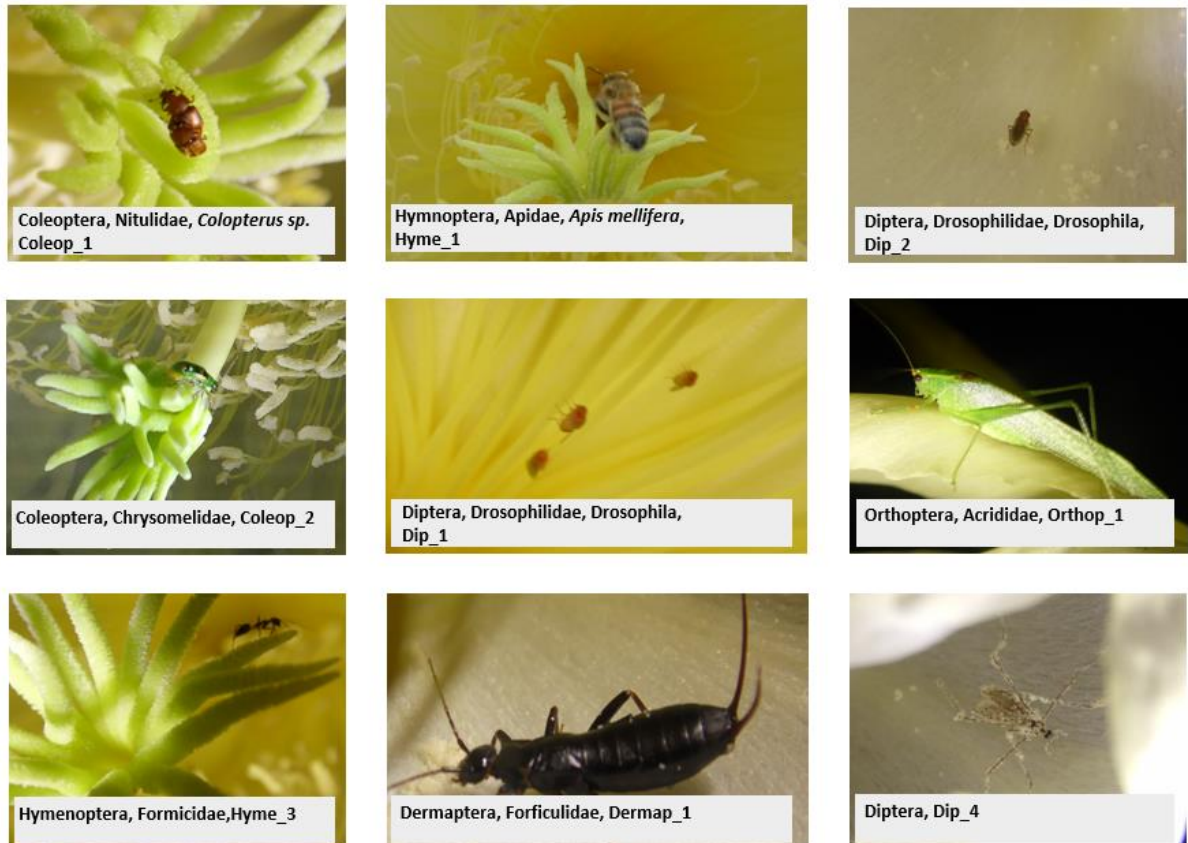 Coleoptera, Nitulidae, Colopterus sp.
Coleop_1
Hymnoptera, Apidae, Apis mellifera,
Hyme_1
Diptera, Drosophilidae, Drosophila,
Dip_2
Coleoptera, Chrysomelidae, Coleop_2
Diptera, Drosophilidae, Drosophila,
Dip_1
Orthoptera, Acrididae, Orthop_1
Hymenoptera, Formicidae,Hyme_3
Dermaptera, Forficulidae, Dermap_1
Diptera, Dip_4